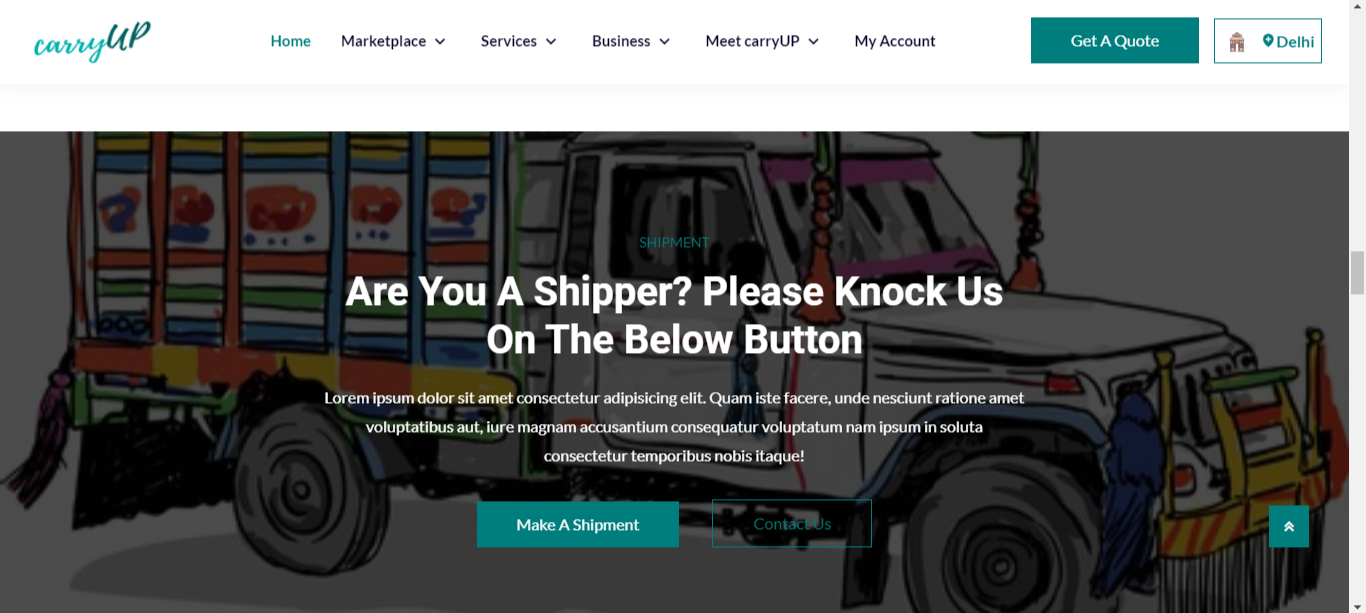 carryUP
Home
Marketplace
Services
Business
Meet carryUP
My Account
Get A Quote
Delhi
SHIPMENT
Are You A Shipper? Please Knock Us
On The Below Button
Lorem ipsum dolor sit amet consectetur adipisicing elit. Quam iste facere, unde nesciunt ratione amet
voluptatibus aut, iure magnam accusantium consequatur voluptatum nam ipsum in soluta
consectetur temporibus nobis itaque!
Make A Shipment
Contact Us